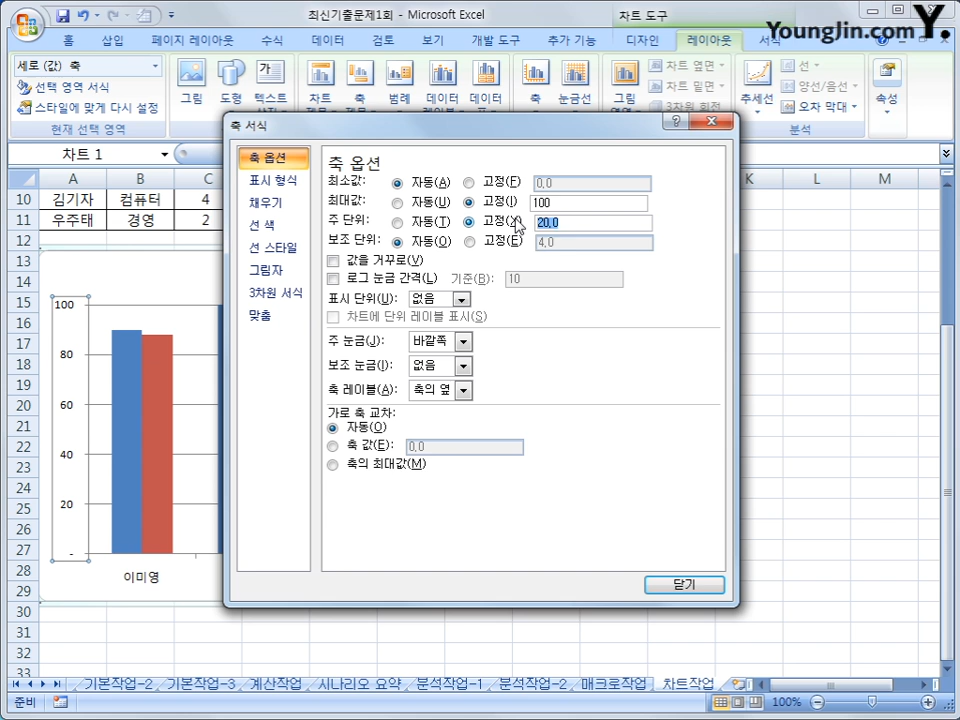 최신기출문제1회 - Microsoft Excel
차트 도구
YoungJin.com Y.
홈 삽입 페이지 레이아웃 수식 데이터 검토 보기 개발 도구 추가 기능 디자인 레이아웃 서식
세로 (값) 축
선택 영역 서식
스타일에 맞게 다시 설정
현재 선택 영역
그림 도형 텍스트
차트 축 범례 데이터 데이터
축 눈금선
그림
차트 옆면
차트 밑면
3차원 회전
추세선
선
양선/음선
오차 막대
분석
속성
차트 1
A B C K L M
10 김기자 컴퓨터 4
11 우주태 경영 2
12
13
14
15
16
17
18
19
20
21
22
23
24
25
26
27
28
29
30
31
32
33
100
80
60
40
20
-
이미영
축 서식
축 옵션
표시 형식
채우기
선 색
선 스타일
그림자
3차원 서식
맞춤
축 옵션
최소값: 자동(A) 고정(F) 0.0
최대값: 자동(U) 고정(I) 100
주 단위: 자동(T) 고정(X) 20.0
보조 단위: 자동(O) 고정(E) 4.0
값을 거꾸로(V)
로그 눈금 간격(L) 기준(B): 10
표시 단위(U): 없음
차트에 단위 레이블 표시(S)
주 눈금(J): 바깥쪽
보조 눈금(I): 없음
축 레이블(A): 축의 옆
가로 축 교차:
자동(O)
축 값(E): 0.0
축의 최대값(M)
닫기
기본작업-2 기본작업-3 계산작업 시나리오 요약 분석작업-1 분석작업-2 매크로작업 차트작업
준비
100%